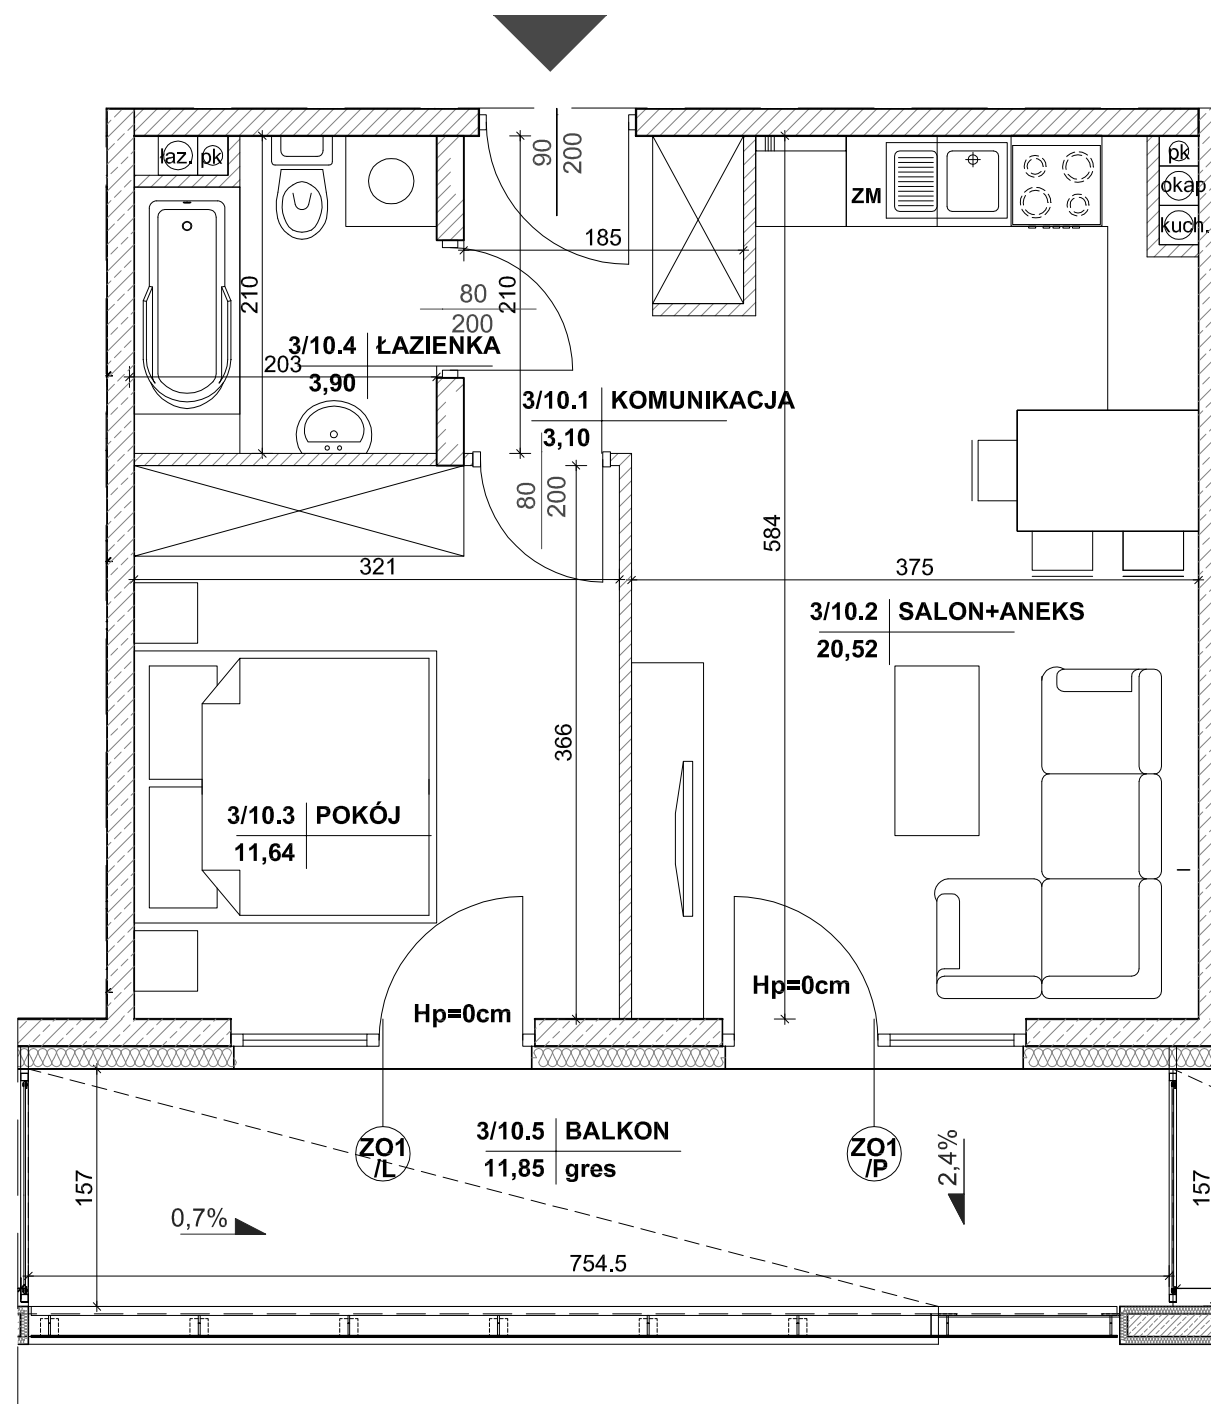 90
200
łaz. pk
pk
okap
kuch.
ZM
185
210
210
80
200
3/10.4 ŁAZIENKA
3,90
203
3/10.1 KOMUNIKACJA
3,10
80
200
584
321
375
3/10.2 SALON+ANEKS
20,52
366
3/10.3 POKÓJ
11,64
Hp=0cm
Hp=0cm
ZO1
/L
3/10.5 BALKON
11,85 gres
ZO1
/P
2,4%
157
157
0,7%
754.5